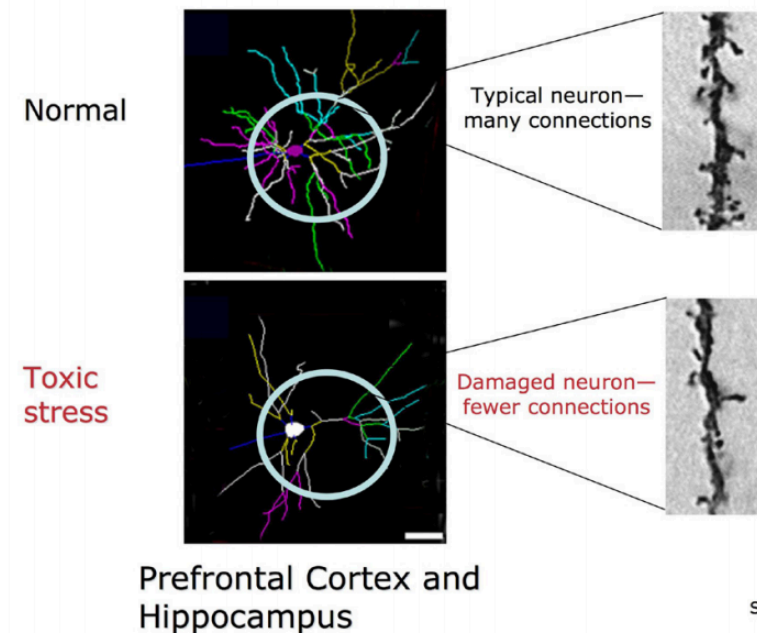 Normal
Typical neuron—
many connections
Toxic
stress
Damaged neuron—
fewer connections
Prefrontal Cortex and
Hippocampus